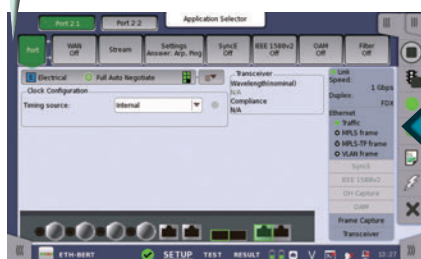 Port 2 1
Port 2 2
Application Selector
Port
WAN
Off
Stream
Settings
Answer: Arp, Ping
SyncE
Off
IEEE 1588v2
Off
OAM
Off
Filter
Off
Electrical
Full Auto Negotiate
Clock Configuration
Timing source:
Internal
Transceiver
Wavelength(nominal)
N/A
Compliance
N/A
Link
Speed:
1 Gbps
Duplex:
FDX
Ethernet
Traffic
MPLS frame
MPLS-TP frame
VLAN frame
SyncE
IEEE 1588v2
OH Capture
OAM
Frame Capture
Transceiver
ETH-BERT
SETUP
TEST
RESULT
V